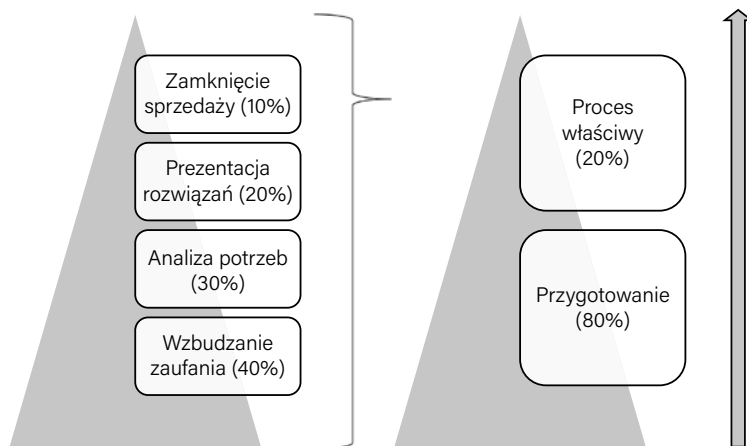 Zamknięcie
sprzedaży (10%)
Prezentacja
rozwiązań (20%)
Analiza potrzeb
(30%)
Wzbudzanie
zaufania (40%)
Proces
właściwy
(20%)
Przygotowanie
(80%)